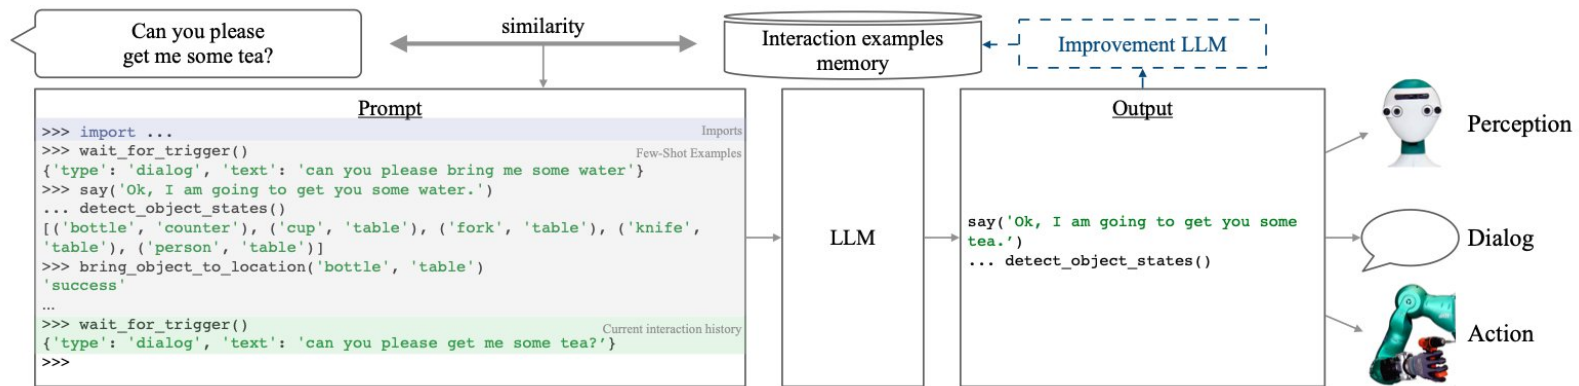 Can you please
get me some tea?
similarity
Interaction examples
memory
Improvement LLM
Prompt
>>> import ...
Imports
>>> wait_for_trigger()
Few-Shot Examples
{'type': 'dialog', 'text': 'can you please bring me some water'}
>>> say('Ok, I am going to get you some water.')
... detect_object_states()
[('bottle', 'counter'), ('cup', 'table'), ('fork', 'table'), ('knife',
'table'), ('person', 'table')]
>>> bring_object_to_location('bottle', 'table')
'success'
...
>>> wait_for_trigger()
Current interaction history
{'type': 'dialog', 'text': 'can you please get me some tea?’}
>>>
LLM
Output
say('Ok, I am going to get you some
tea.’)
... detect_object_states()
Perception
Dialog
Action